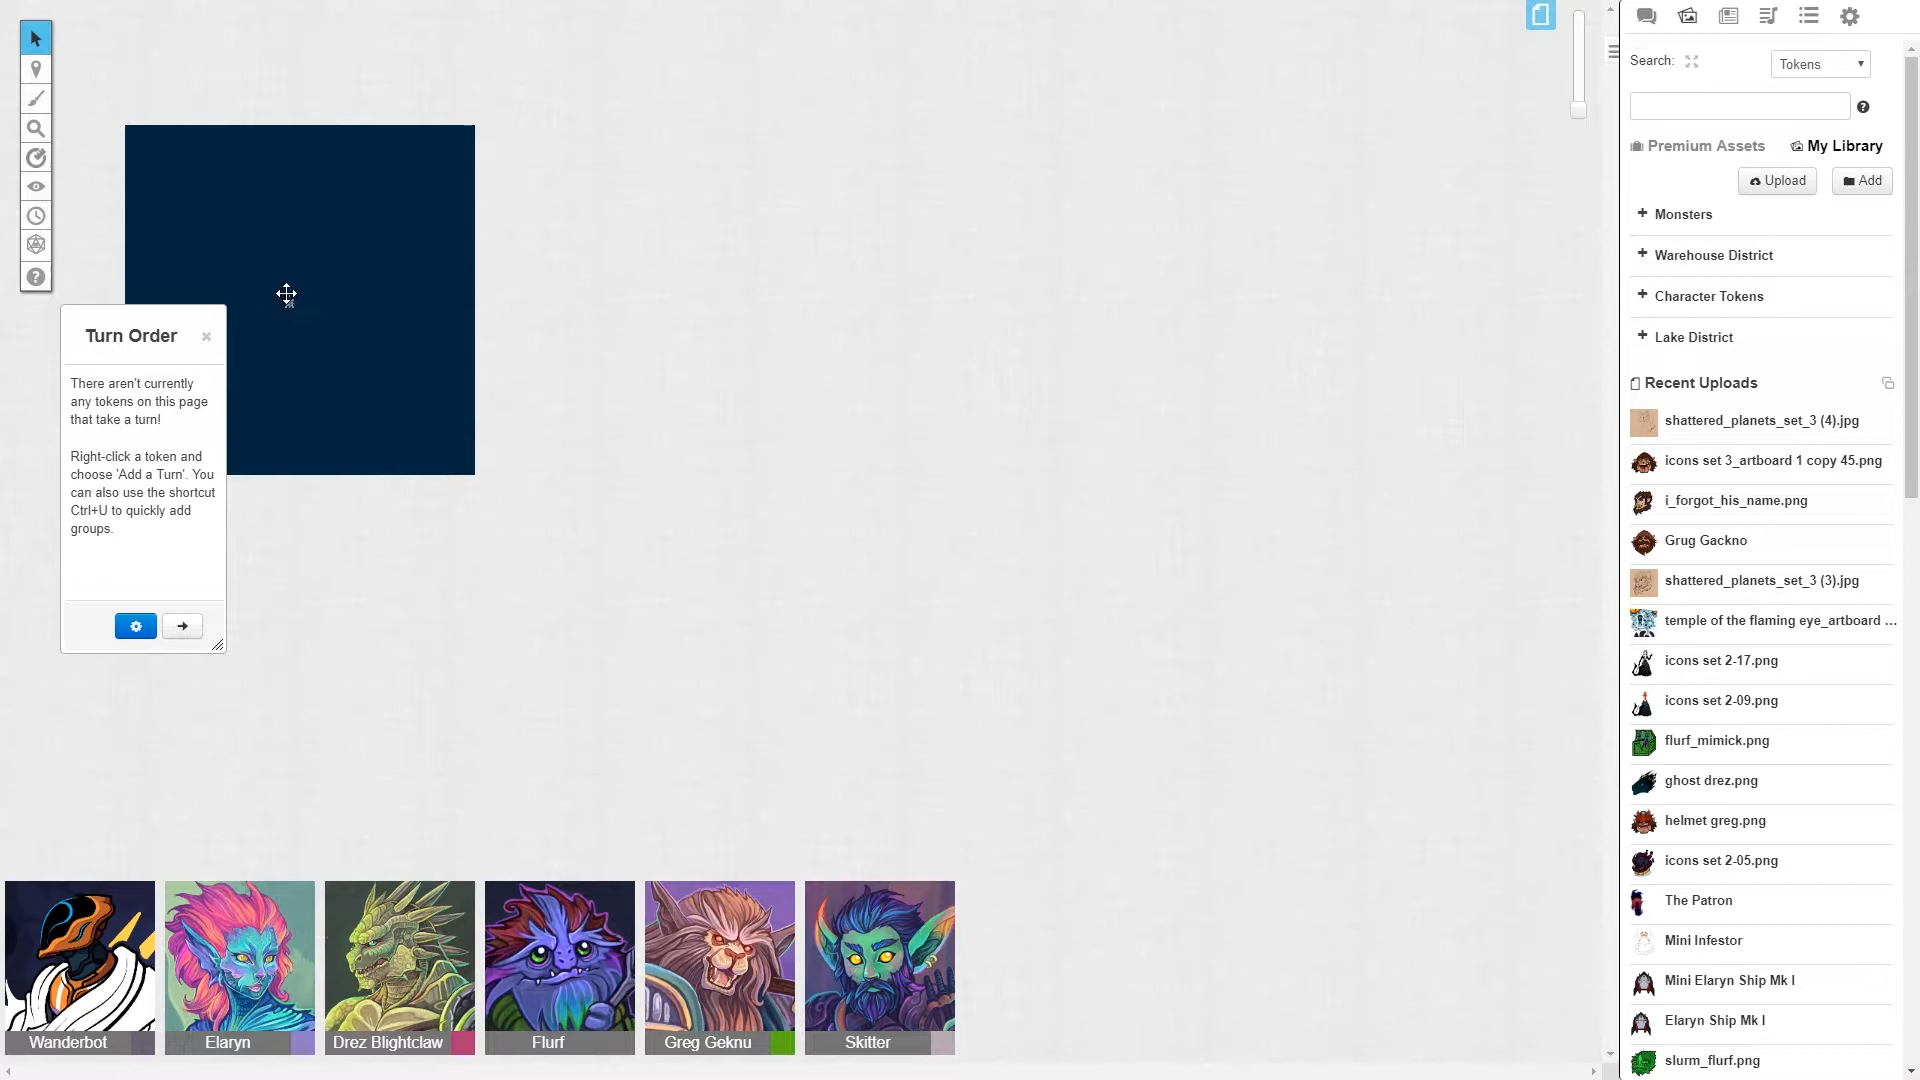 Search:
Tokens
Premium Assets
My Library
Upload
Add
Monsters
Warehouse District
Character Tokens
Lake District
Recent Uploads
shattered_planets_set_3 (4).jpg
icons set 3_artboard 1 copy 45.png
i_forgot_his_name.png
Grug Gackno
shattered_planets_set_3 (3).jpg
temple of the flaming eye_artboard ...
icons set 2-17.png
icons set 2-09.png
flurf_mimick.png
ghost drez.png
helmet greg.png
icons set 2-05.png
The Patron
Mini Infestor
Mini Elaryn Ship Mk I
Elaryn Ship Mk I
slurm_flurf.png
Turn Order
There aren't currently
any tokens on this page
that take a turn!
Right-click a token and
choose 'Add a Turn'. You
can also use the shortcut
Ctrl+U to quickly add
groups.
Wanderbot
Elaryn
Drez Blightclaw
Flurf
Greg Geknu
Skitter